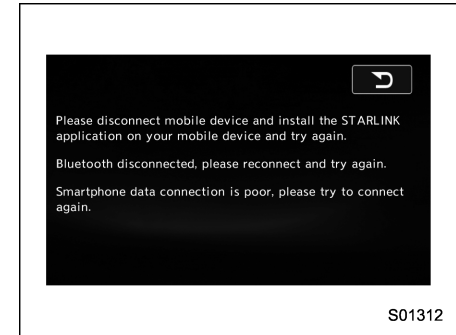 Please disconnect mobile device and install the STARLINK
application on your mobile device and try again.
Bluetooth disconnected, please reconnect and try again.
Smartphone data connection is poor, please try to connect
again.
S01312